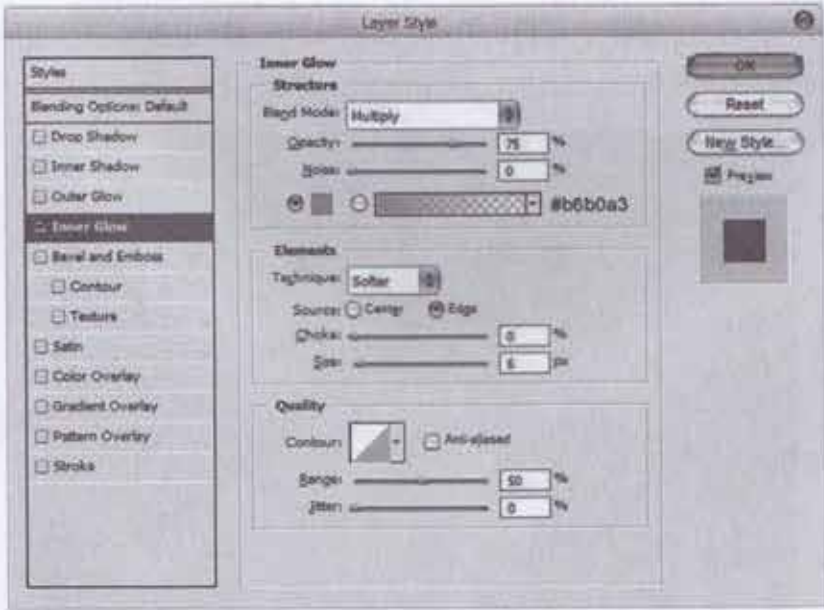 Layer Style
Styles
Blending Options: Default
Drop Shadow
Inner Shadow
Outer Glow
Inner Glow
Bevel and Emboss
Contour
Texture
Satin
Color Overlay
Gradient Overlay
Pattern Overlay
Stroke
Inner Glow
Structure
Blend Mode: Multiply
Opacity: 75 %
Noise: 0 %
#b6b0a3
Elements
Technique: Softer
Source: Center Edge
Choke: 0 %
Size: 6 px
Quality
Contour: Anti-aliased
Range: 50 %
Jitter: 0 %
OK
Reset
New Style...
Preview